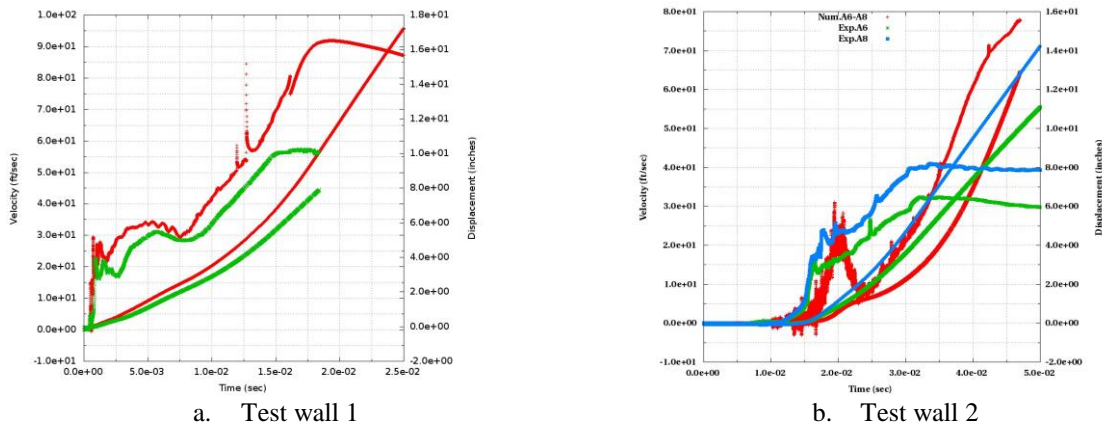 1.0e+02
9.0e+01
8.0e+01
7.0e+01
6.0e+01
5.0e+01
4.0e+01
3.0e+01
2.0e+01
1.0e+01
0.0e+00
-1.0e+01
Velocity (ft/sec)
0.0e+00 5.0e-03 1.0e-02 1.5e-02 2.0e-02 2.5e-02
Time (sec)
1.8e+01
1.6e+01
1.4e+01
1.2e+01
1.0e+01
8.0e+00
6.0e+00
4.0e+00
2.0e+00
0.0e+00
-2.0e+00
Displacement (inches)
a. Test wall 1
8.0e+01
7.0e+01
6.0e+01
5.0e+01
4.0e+01
3.0e+01
2.0e+01
1.0e+01
0.0e+00
-1.0e+01
Velocity (ft/sec)
Num.A6-A8
Exp.A6
Exp.A8
0.0e+00 1.0e-02 2.0e-02 3.0e-02 4.0e-02 5.0e-02
Time (sec)
1.6e+01
1.4e+01
1.2e+01
1.0e+01
8.0e+00
6.0e+00
4.0e+00
2.0e+00
0.0e+00
-2.0e+00
Displacement (inches)
b. Test wall 2